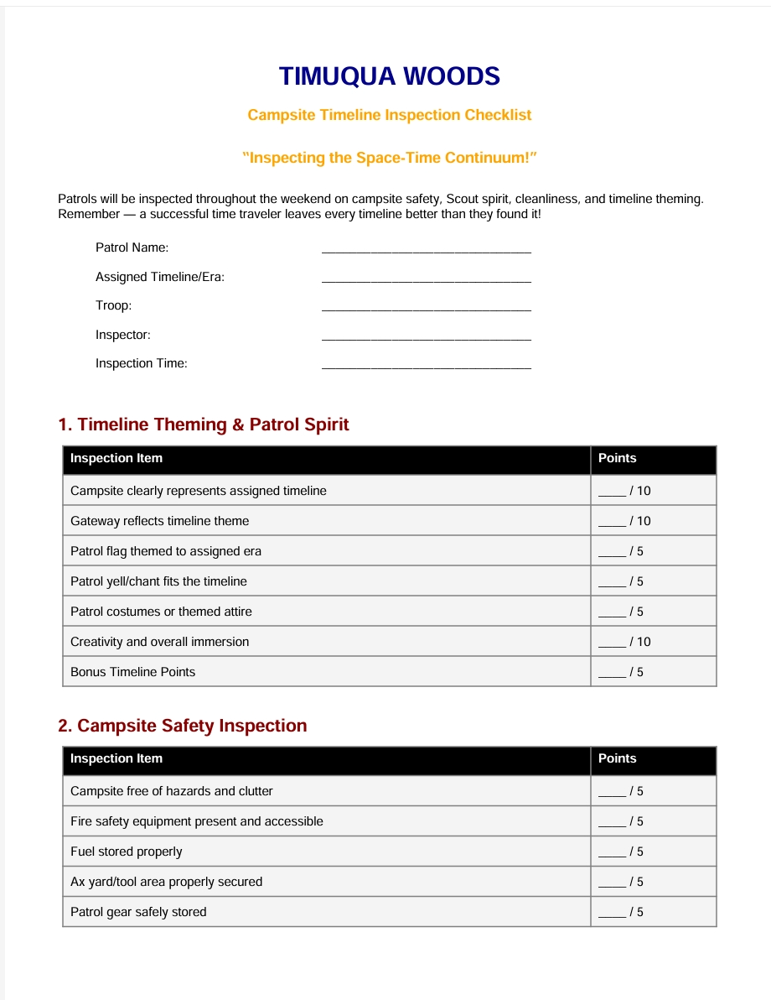 TIMUQUA WOODS
Campsite Timeline Inspection Checklist
“Inspecting the Space-Time Continuum!”
Patrols will be inspected throughout the weekend on campsite safety, Scout spirit, cleanliness, and timeline theming.
Remember — a successful time traveler leaves every timeline better than they found it!
Patrol Name: ______________________________
Assigned Timeline/Era: ______________________________
Troop: ______________________________
Inspector: ______________________________
Inspection Time: ______________________________
1. Timeline Theming & Patrol Spirit
Inspection Item Points
Campsite clearly represents assigned timeline ____ / 10
Gateway reflects timeline theme ____ / 10
Patrol flag themed to assigned era ____ / 5
Patrol yell/chant fits the timeline ____ / 5
Patrol costumes or themed attire ____ / 5
Creativity and overall immersion ____ / 10
Bonus Timeline Points ____ / 5
2. Campsite Safety Inspection
Inspection Item Points
Campsite free of hazards and clutter ____ / 5
Fire safety equipment present and accessible ____ / 5
Fuel stored properly ____ / 5
Ax yard/tool area properly secured ____ / 5
Patrol gear safely stored ____ / 5